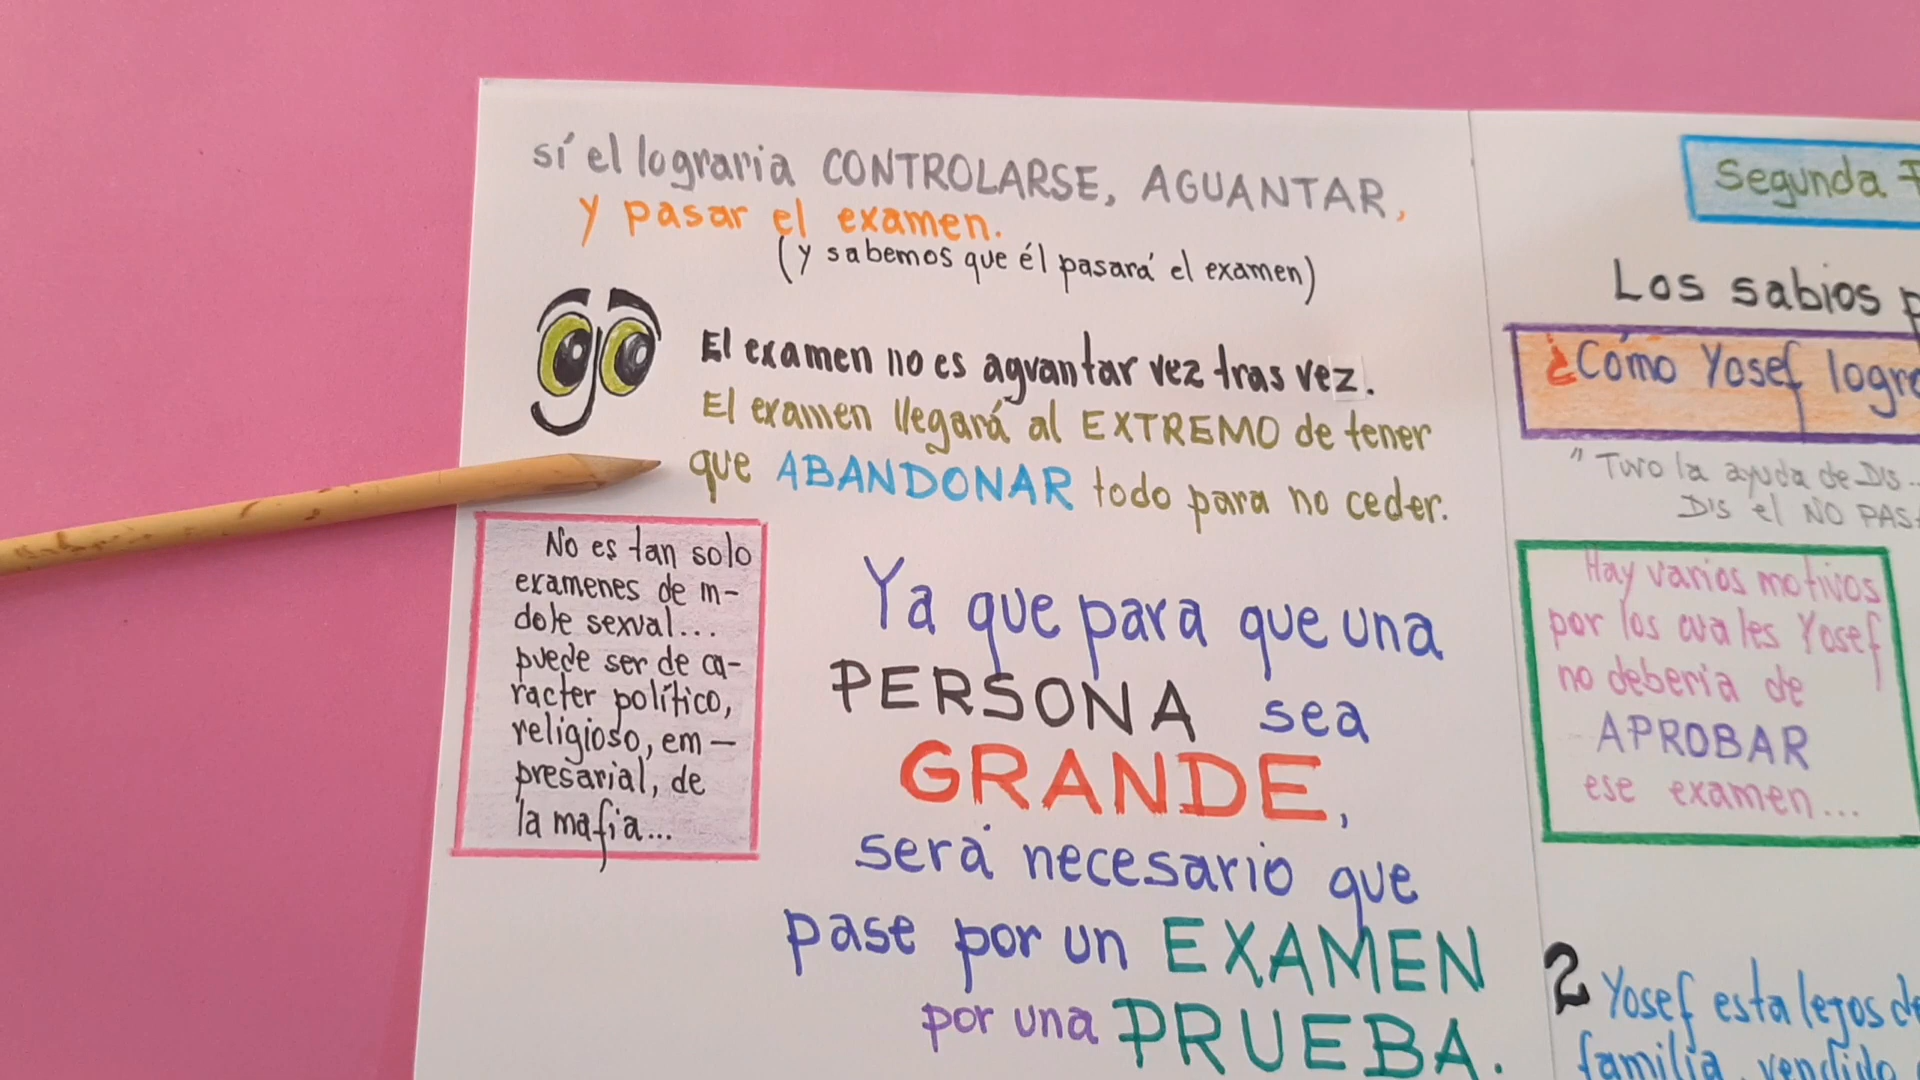 sí el lograria CONTROLARSE, AGUANTAR,
y pasar el examen.
(y sabemos que él pasará el examen)
El examen no es aguantar vez tras vez.
El examen llegará al EXTREMO de tener
que ABANDONAR todo para no ceder.
No es tan solo
examenes de in-
dole sexual...
puede ser de ca-
racter político,
religioso, em-
presarial, de
la mafia...
Ya que para que una
PERSONA sea
GRANDE,
será necesario que
pase por un EXAMEN
por una PRUEBA.
Segunda
Los sabios
¿Cómo Yosef
"Tuvo la ayuda de DIS...
DIS el NO
Hay varios motivos
por los cuales Yosef
no debería de
APROBAR
ese examen...
2 Yosef esta lejos
familia, vendido